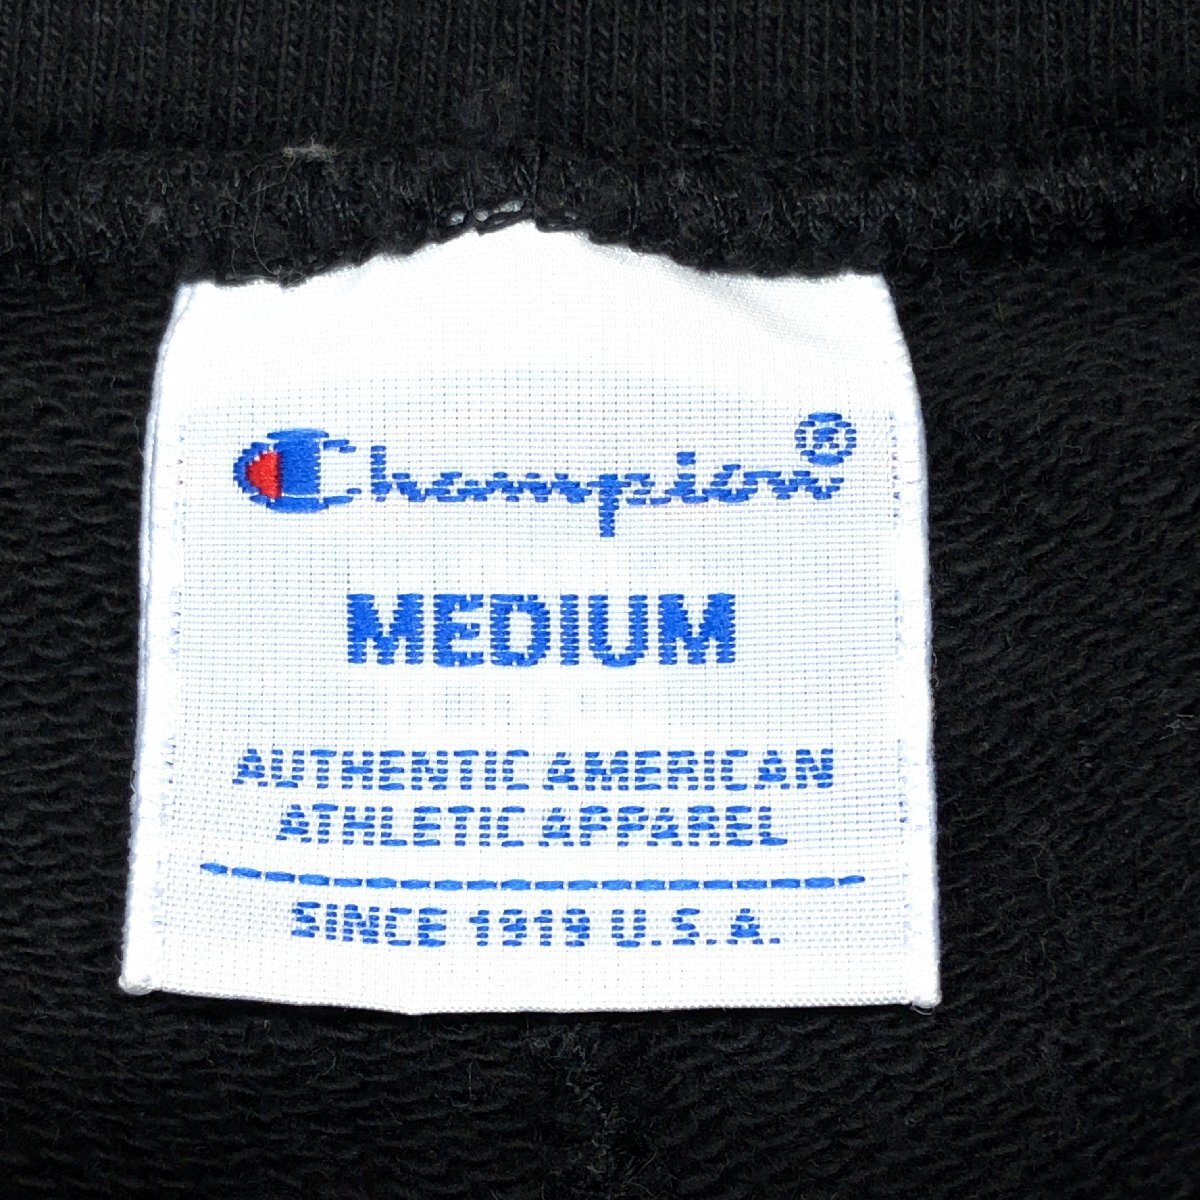 Champion®
MEDIUM
AUTHENTIC AMERICAN
ATHLETIC APPAREL
SINCE 1919 U.S.A.